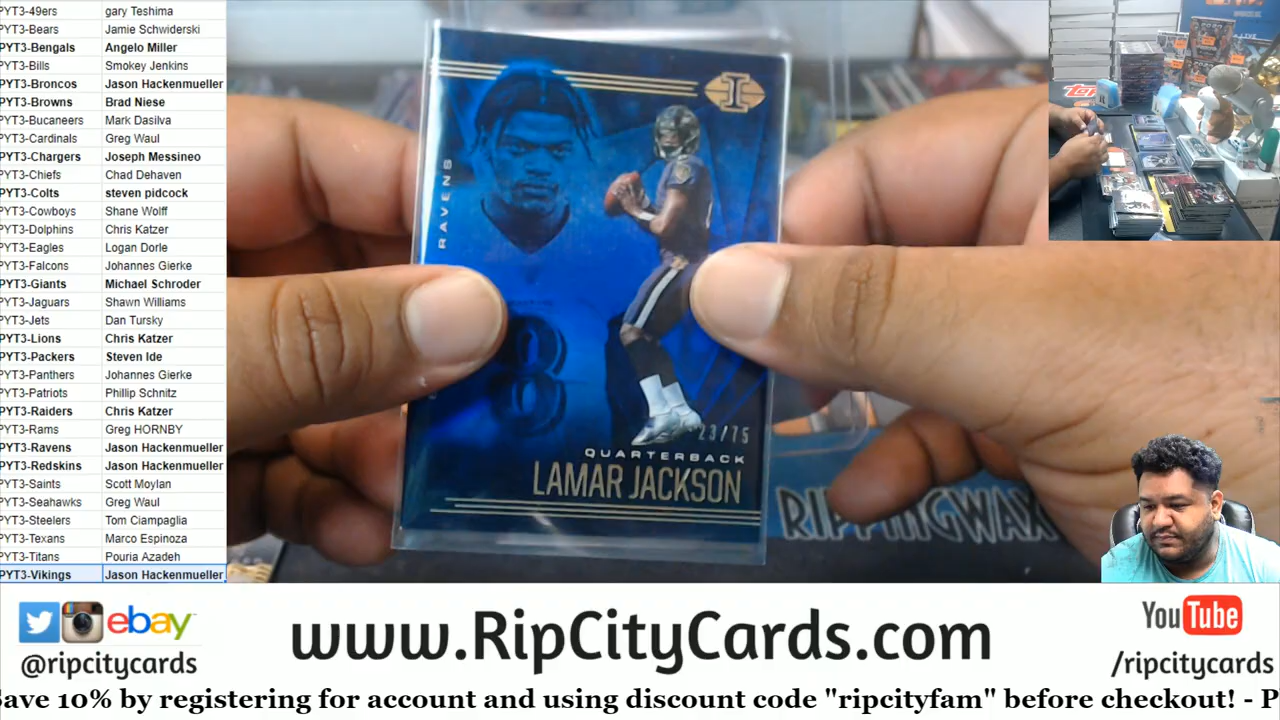 PYT3-49ers gary Teshima
PYT3-Bears Jamie Schwiderski
PYT3-Bengals Angelo Miller
PYT3-Bills Smokey Jenkins
PYT3-Broncos Jason Hackenmueller
PYT3-Browns Brad Niese
PYT3-Bucaneers Mark Dasilva
PYT3-Cardinals Greg Waul
PYT3-Chargers Joseph Messineo
PYT3-Chiefs Chad Dehaven
PYT3-Colts steven pidcock
PYT3-Cowboys Shane Wolff
PYT3-Dolphins Chris Katzer
PYT3-Eagles Logan Dorle
PYT3-Falcons Johannes Gierke
PYT3-Giants Michael Schroder
PYT3-Jaguars Shawn Williams
PYT3-Jets Dan Tursky
PYT3-Lions Chris Katzer
PYT3-Packers Steven Ide
PYT3-Panthers Johannes Gierke
PYT3-Patriots Phillip Schnitz
PYT3-Raiders Chris Katzer
PYT3-Rams Greg HORNBY
PYT3-Ravens Jason Hackenmueller
PYT3-Redskins Jason Hackenmueller
PYT3-Saints Scott Moylan
PYT3-Seahawks Greg Waul
PYT3-Steelers Tom Ciampaglia
PYT3-Texans Marco Espinoza
PYT3-Titans Pouria Azadeh
PYT3-Vikings Jason Hackenmueller
I
RAVENS
8
23/75
QUARTERBACK
LAMAR JACKSON
RIPPINGWAX
Topps
ebay
@ripcitycards
www.RipCityCards.com
YouTube
/ripcitycards
Save 10% by registering for account and using discount code "ripcityfam" before checkout! - P